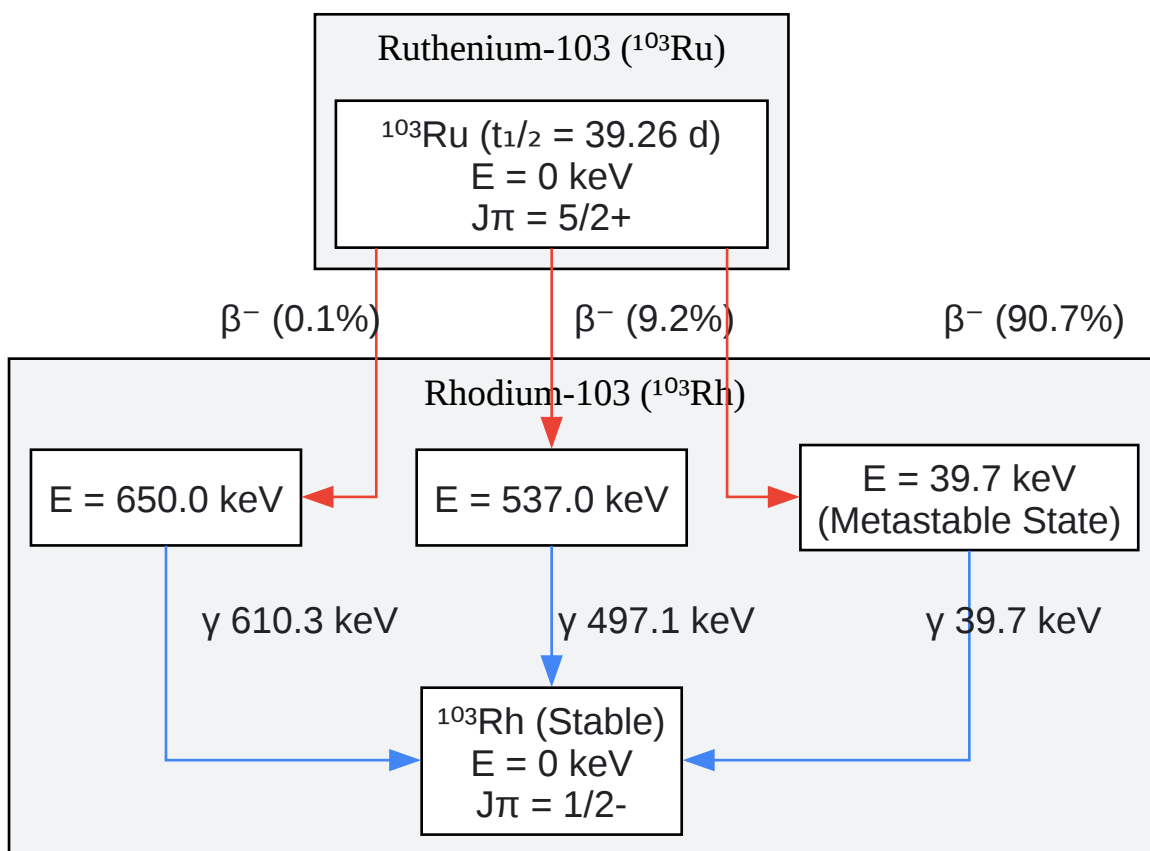 Ruthenium-103 (¹⁰³Ru)
¹⁰³Ru (t₁/₂ = 39.26 d)
E = 0 keV
Jπ = 5/2+
β⁻ (0.1%)
β⁻ (9.2%)
β⁻ (90.7%)
Rhodium-103 (¹⁰³Rh)
E = 650.0 keV
E = 537.0 keV
E = 39.7 keV
(Metastable State)
γ 610.3 keV
γ 497.1 keV
γ 39.7 keV
¹⁰³Rh (Stable)
E = 0 keV
Jπ = 1/2-